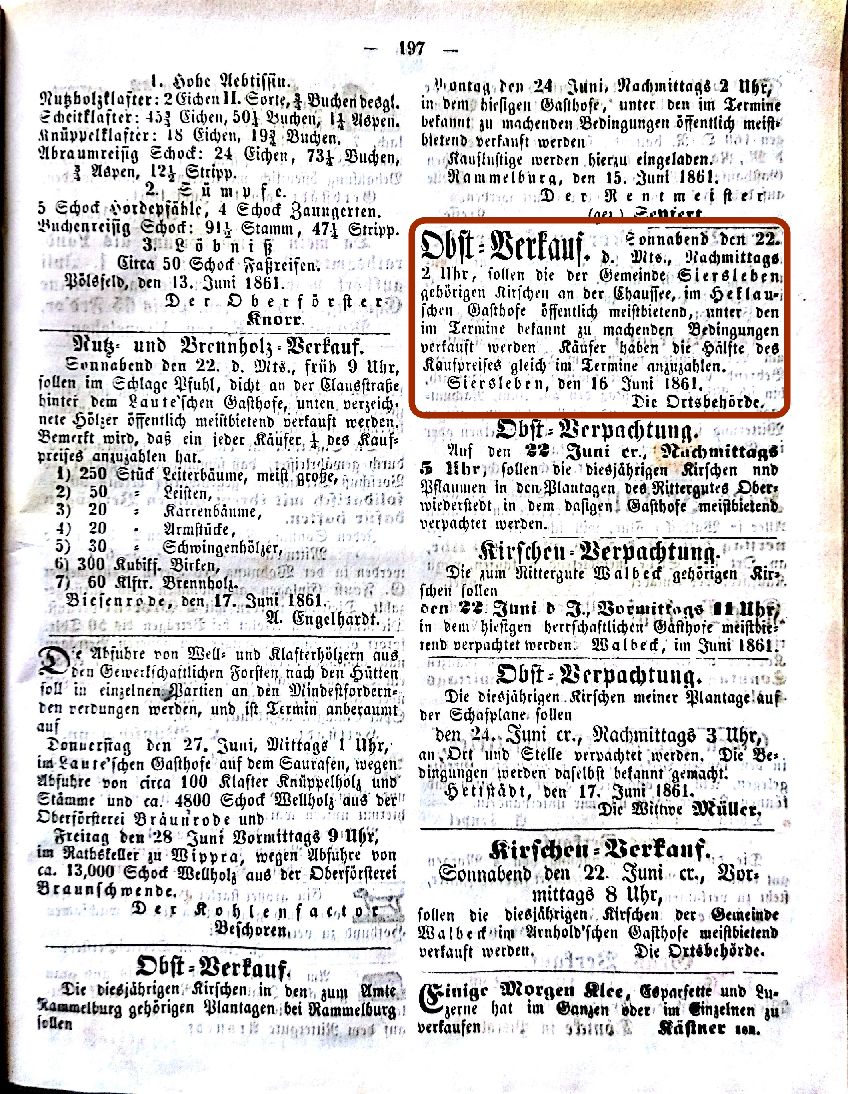 — 197 —
1. Hohe Aebtissin.
Nutzholzklafter: 2 Eichen II. Sorte, ¾ Buchen desgl.
Scheitklafter: 45¾ Eichen, 50½ Buchen, 1¼ Aspen.
Knüppelklafter: 18 Eichen, 19¾ Buchen.
Abraumreisig Schock: 24 Eichen, 73½ Buchen,
¾ Aspen, 12½ Stripp.
2. Sümpfe.
5 Schock Hordepfähle, 4 Schock Zaungerten.
Buchenreisig Schock: 91½ Stamm, 47½ Stripp.
3. Löbniß
Circa 50 Schock Faßreifen.
Pölsfeld, den 13. Juni 1861.
Der Oberförster
Knorr.
Nutz- und Brennholz-Verkauf.
Sonnabend den 22. d. Mts., früh 9 Uhr,
sollen im Schlage Pfuhl, dicht an der Clausstraße
hinter dem Laute'schen Gasthofe, unten verzeich-
nete Hölzer öffentlich meistbietend verkauft werden.
Bemerkt wird, daß ein jeder Käufer ¼ des Kauf-
preises anzuzahlen hat.
1) 250 Stück Leiterbäume, meist große,
2) 50 " Leisten,
3) 20 " Karrenbäume,
4) 20 " Armstücke,
5) 30 " Schwingenhölzer,
6) 300 Kubikf. Birken,
7) 60 Klftr. Brennholz.
Biesenrode, den 17. Juni 1861.
A. Engelhardt.
Die Abfuhre von Well- und Klafterhölzern aus
den Gewerkschaftlichen Forsten nach den Hütten
soll in einzelnen Partien an den Mindestfordern-
den verdungen werden, und ist Termin anberaumt
auf
Donnerstag den 27. Juni, Mittags 1 Uhr,
im Laute'schen Gasthofe auf dem Saurasen, wegen
Abfuhre von circa 100 Klafter Knüppelholz und
Stämme und ca. 4800 Schock Wellholz aus der
Oberförsterei Bräunrode und
Freitag den 28 Juni Vormittags 9 Uhr,
im Rathskeller zu Wippra, wegen Abfuhre von
ca. 13,000 Schock Wellholz aus der Oberförsterei
Braunschwende.
Der Kohlenfactor
Beschoren.
Obst-Verkauf.
Die diesjährigen Kirschen in den zum Amte
Rammelburg gehörigen Plantagen bei Rammelburg
sollen
Montag den 24 Juni, Nachmittags 2 Uhr,
in dem hiesigen Gasthofe, unter den im Termine
bekannt zu machenden Bedingungen öffentlich meist-
bietend verkauft werden
Kauflustige werden hierzu eingeladen.
Rammelburg, den 15. Juni 1861.
Der Rentmeister
(gez.) Seyfert
Obst-Verkauf. Sonnabend den 22.
d. Mts., Nachmittags
2 Uhr, sollen die der Gemeinde Siersleben
gehörigen Kirschen an der Chaussee, im Heklau-
schen Gasthofe öffentlich meistbietend, unter den
im Termine bekannt zu machenden Bedingungen
verkauft werden Käufer haben die Hälfte des
Kaufpreises gleich im Termine anzuzahlen.
Siersleben, den 16 Juni 1861.
Die Ortsbehörde.
Obst-Verpachtung.
Auf den 22 Juni cr., Nachmittags
5 Uhr, sollen die diesjährigen Kirschen und
Pflaumen in den Plantagen des Rittergutes Ober-
wiederstedt in dem dasigen Gasthofe meistbietend
verpachtet werden.
Kirschen-Verpachtung.
Die zum Rittergute Walbeck gehörigen Kir-
schen sollen
den 22 Juni d J., Vormittags 11 Uhr,
in dem hiesigen herrschaftlichen Gasthofe meistbie-
tend verpachtet werden. Walbeck, im Juni 1861
Obst-Verpachtung.
Die diesjährigen Kirschen meiner Plantage auf
der Schafplane sollen
den 24. Juni cr., Nachmittags 3 Uhr,
an Ort und Stelle verpachtet werden. Die Be-
dingungen werden daselbst bekannt gemacht.
Hetstädt, den 17. Juni 1861.
Die Wittwe Müller.
Kirschen-Verkauf.
Sonnabend den 22. Juni cr., Vor-
mittags 8 Uhr,
sollen die diesjährigen Kirschen der Gemeinde
Walbeck im Arnhold'schen Gasthofe meistbietend
verkauft werden. Die Ortsbehörde.
Einige Morgen Klee, Esparsette und Lu-
zerne hat im Ganzen oder im Einzelnen zu
verkaufen Kästner sen.